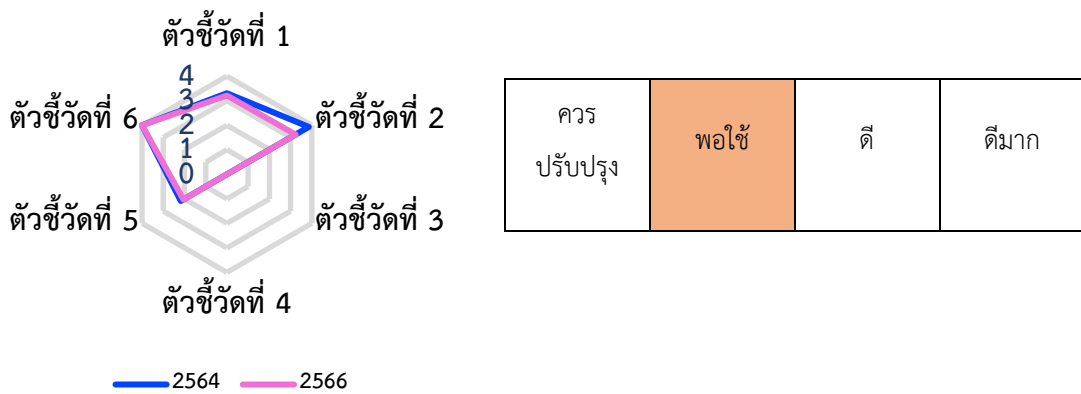 ตัวชี้วัดที่ 1
4
3
2
1
0
ตัวชี้วัดที่ 6
ตัวชี้วัดที่ 2
ตัวชี้วัดที่ 5
ตัวชี้วัดที่ 3
ตัวชี้วัดที่ 4
2564
2566
ควร
ปรับปรุง
พอใช้
ดี
ดีมาก